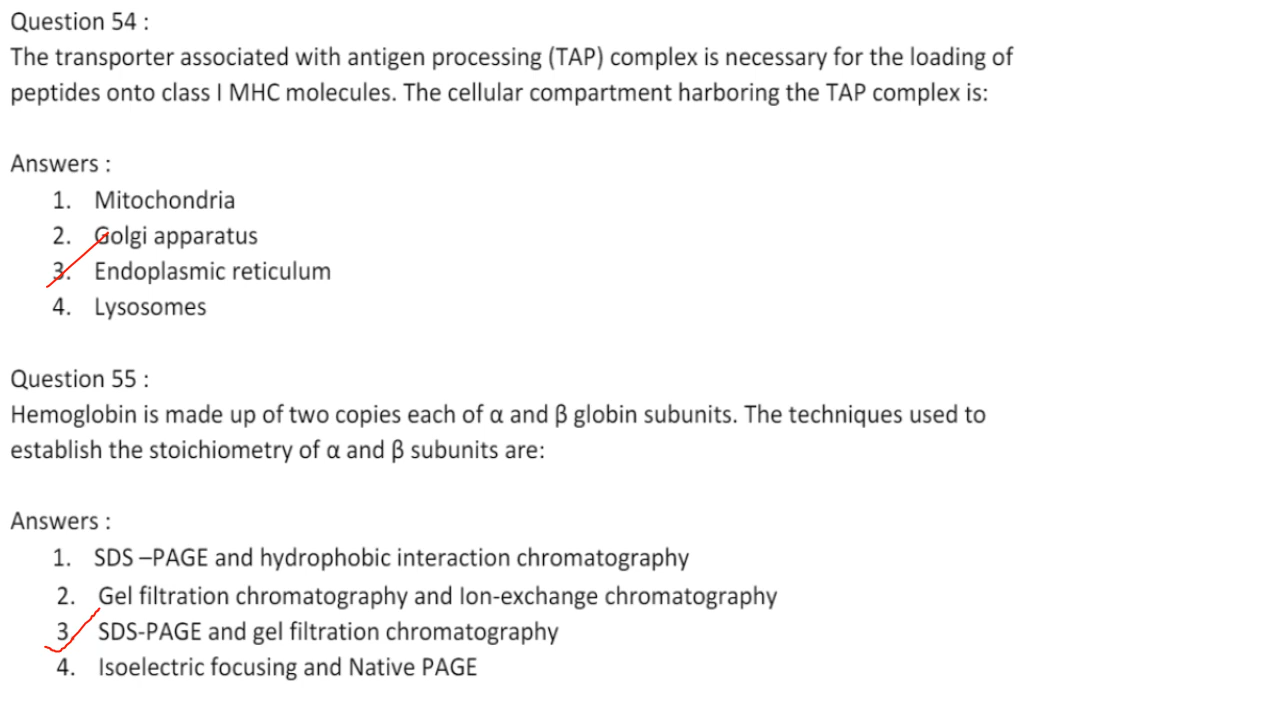 Question 54 :
The transporter associated with antigen processing (TAP) complex is necessary for the loading of
peptides onto class I MHC molecules. The cellular compartment harboring the TAP complex is:
Answers :
1. Mitochondria
2. Golgi apparatus
3. Endoplasmic reticulum
4. Lysosomes
Question 55 :
Hemoglobin is made up of two copies each of α and β globin subunits. The techniques used to
establish the stoichiometry of α and β subunits are:
Answers :
1. SDS –PAGE and hydrophobic interaction chromatography
2. Gel filtration chromatography and Ion-exchange chromatography
3. SDS-PAGE and gel filtration chromatography
4. Isoelectric focusing and Native PAGE